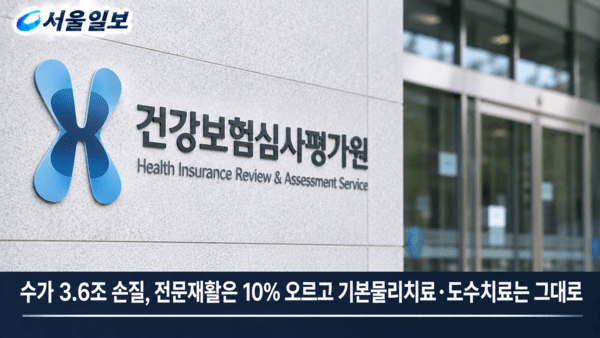 서울일보
건강보험심사평가원
Health Insurance Review & Assessment Service
수가 3.6조 손질, 전문재활은 10% 오르고 기본물리치료·도수치료는 그대로